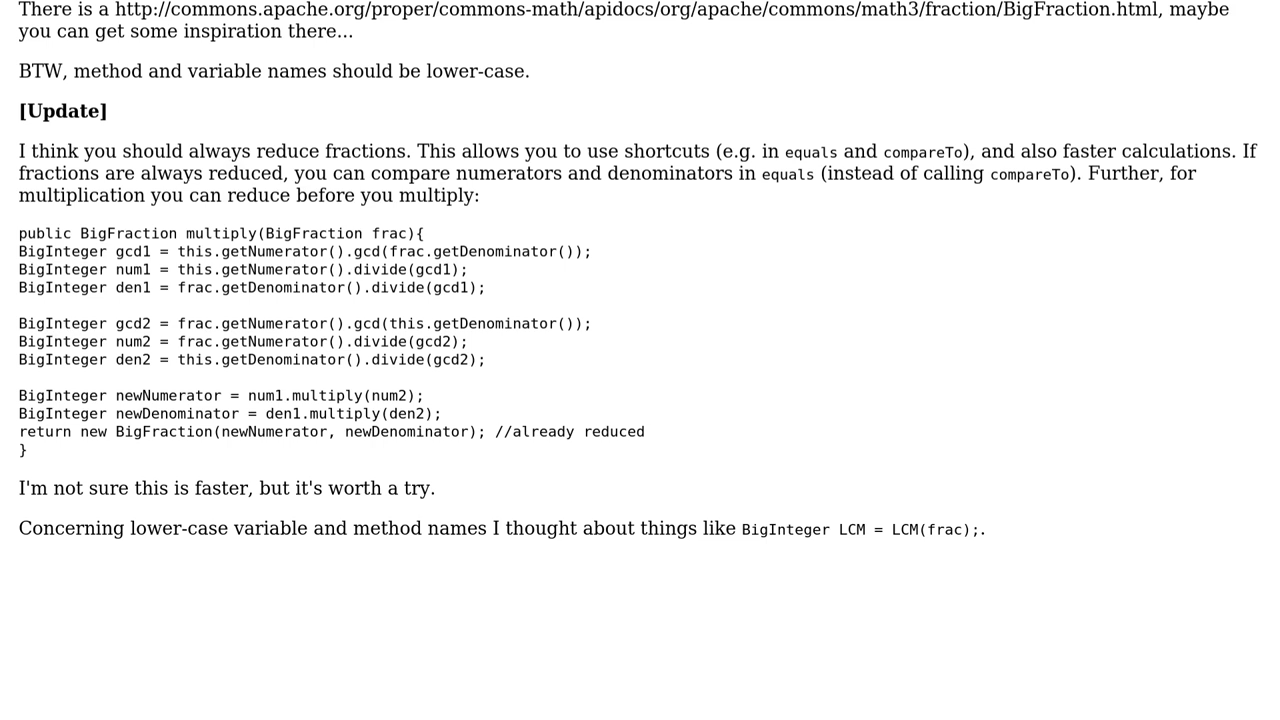 There is a http://commons.apache.org/proper/commons-math/apidocs/org/apache/commons/math3/fraction/BigFraction.html, maybe
you can get some inspiration there...
BTW, method and variable names should be lower-case.
[Update]
I think you should always reduce fractions. This allows you to use shortcuts (e.g. in equals and compareTo), and also faster calculations. If
fractions are always reduced, you can compare numerators and denominators in equals (instead of calling compareTo). Further, for
multiplication you can reduce before you multiply:
public BigFraction multiply(BigFraction frac){
BigInteger gcd1 = this.getNumerator().gcd(frac.getDenominator());
BigInteger num1 = this.getNumerator().divide(gcd1);
BigInteger den1 = frac.getDenominator().divide(gcd1);
BigInteger gcd2 = frac.getNumerator().gcd(this.getDenominator());
BigInteger num2 = frac.getNumerator().divide(gcd2);
BigInteger den2 = this.getDenominator().divide(gcd2);
BigInteger newNumerator = num1.multiply(num2);
BigInteger newDenominator = den1.multiply(den2);
return new BigFraction(newNumerator, newDenominator); //already reduced
}
I'm not sure this is faster, but it's worth a try.
Concerning lower-case variable and method names I thought about things like BigInteger LCM = LCM(frac);.